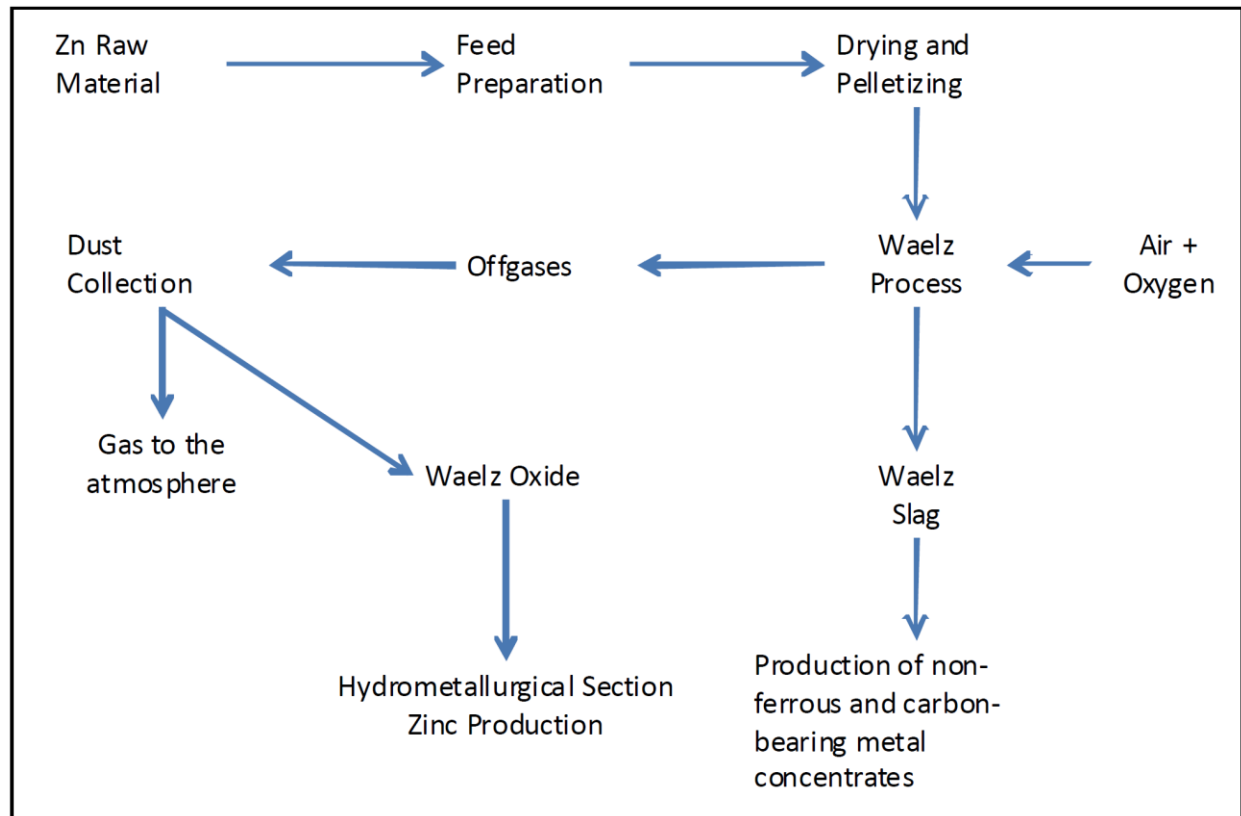 Zn Raw
Material
Feed
Preparation
Drying and
Pelletizing
Dust
Collection
Offgases
Waelz
Process
Air +
Oxygen
Gas to the
atmosphere
Waelz Oxide
Waelz
Slag
Hydrometallurgical Section
Zinc Production
Production of non-
ferrous and carbon-
bearing metal
concentrates